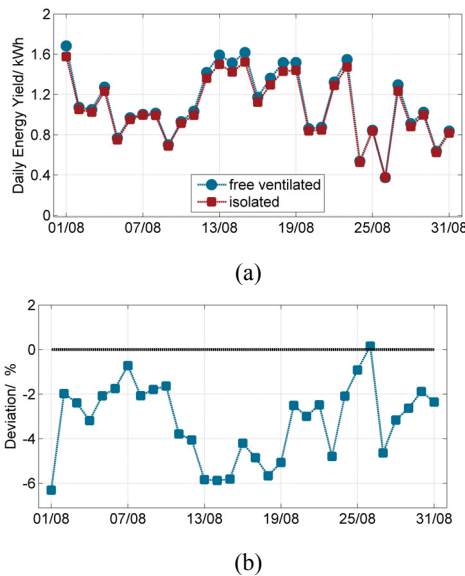 Daily Energy Yield/ kWh
2
1.6
1.2
0.8
0.4
0
free ventilated
isolated
01/08 07/08 13/08 19/08 25/08 31/08
(a)
Deviation/ %
2
0
-2
-4
-6
01/08 07/08 13/08 19/08 25/08 31/08
(b)